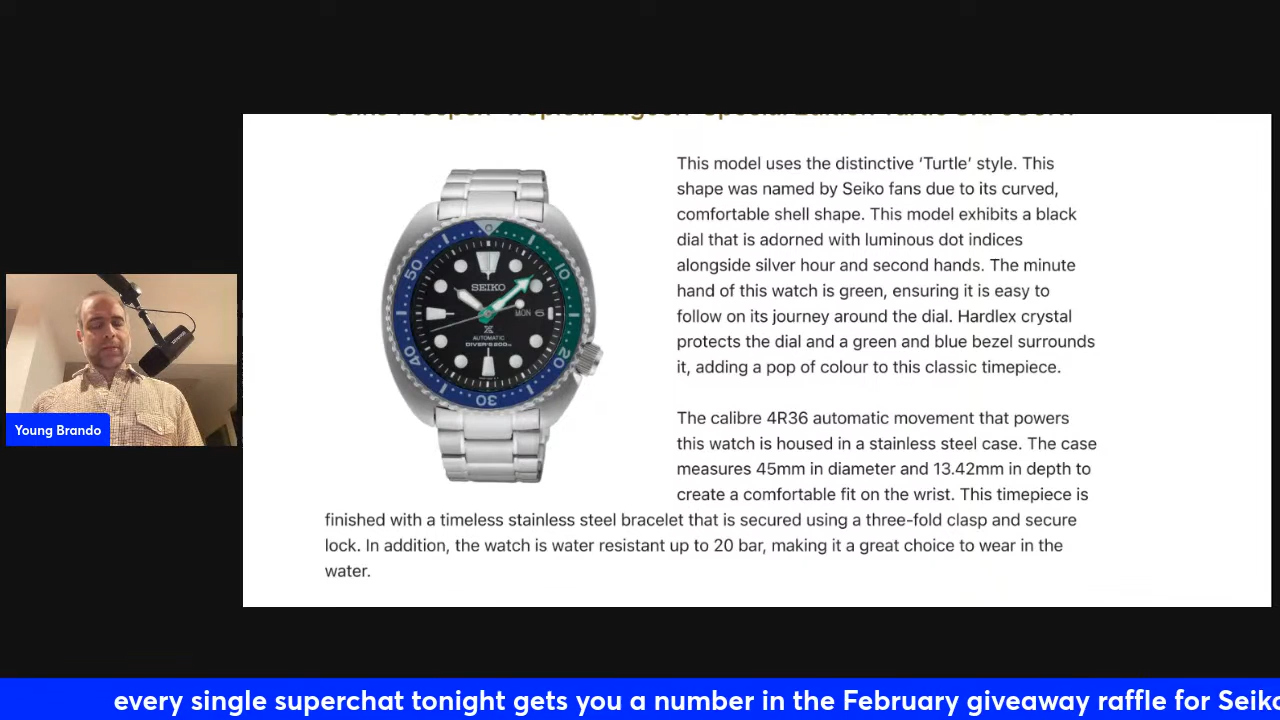 This model uses the distinctive ‘Turtle’ style. This
shape was named by Seiko fans due to its curved,
comfortable shell shape. This model exhibits a black
dial that is adorned with luminous dot indices
alongside silver hour and second hands. The minute
hand of this watch is green, ensuring it is easy to
follow on its journey around the dial. Hardlex crystal
protects the dial and a green and blue bezel surrounds
it, adding a pop of colour to this classic timepiece.
The calibre 4R36 automatic movement that powers
this watch is housed in a stainless steel case. The case
measures 45mm in diameter and 13.42mm in depth to
create a comfortable fit on the wrist. This timepiece is
finished with a timeless stainless steel bracelet that is secured using a three-fold clasp and secure
lock. In addition, the watch is water resistant up to 20 bar, making it a great choice to wear in the
water.
10
20
30
40
50
SEIKO
MON 6
AUTOMATIC
DIVER'S 200m
Young Brando
every single superchat tonight gets you a number in the February giveaway raffle for Seiko